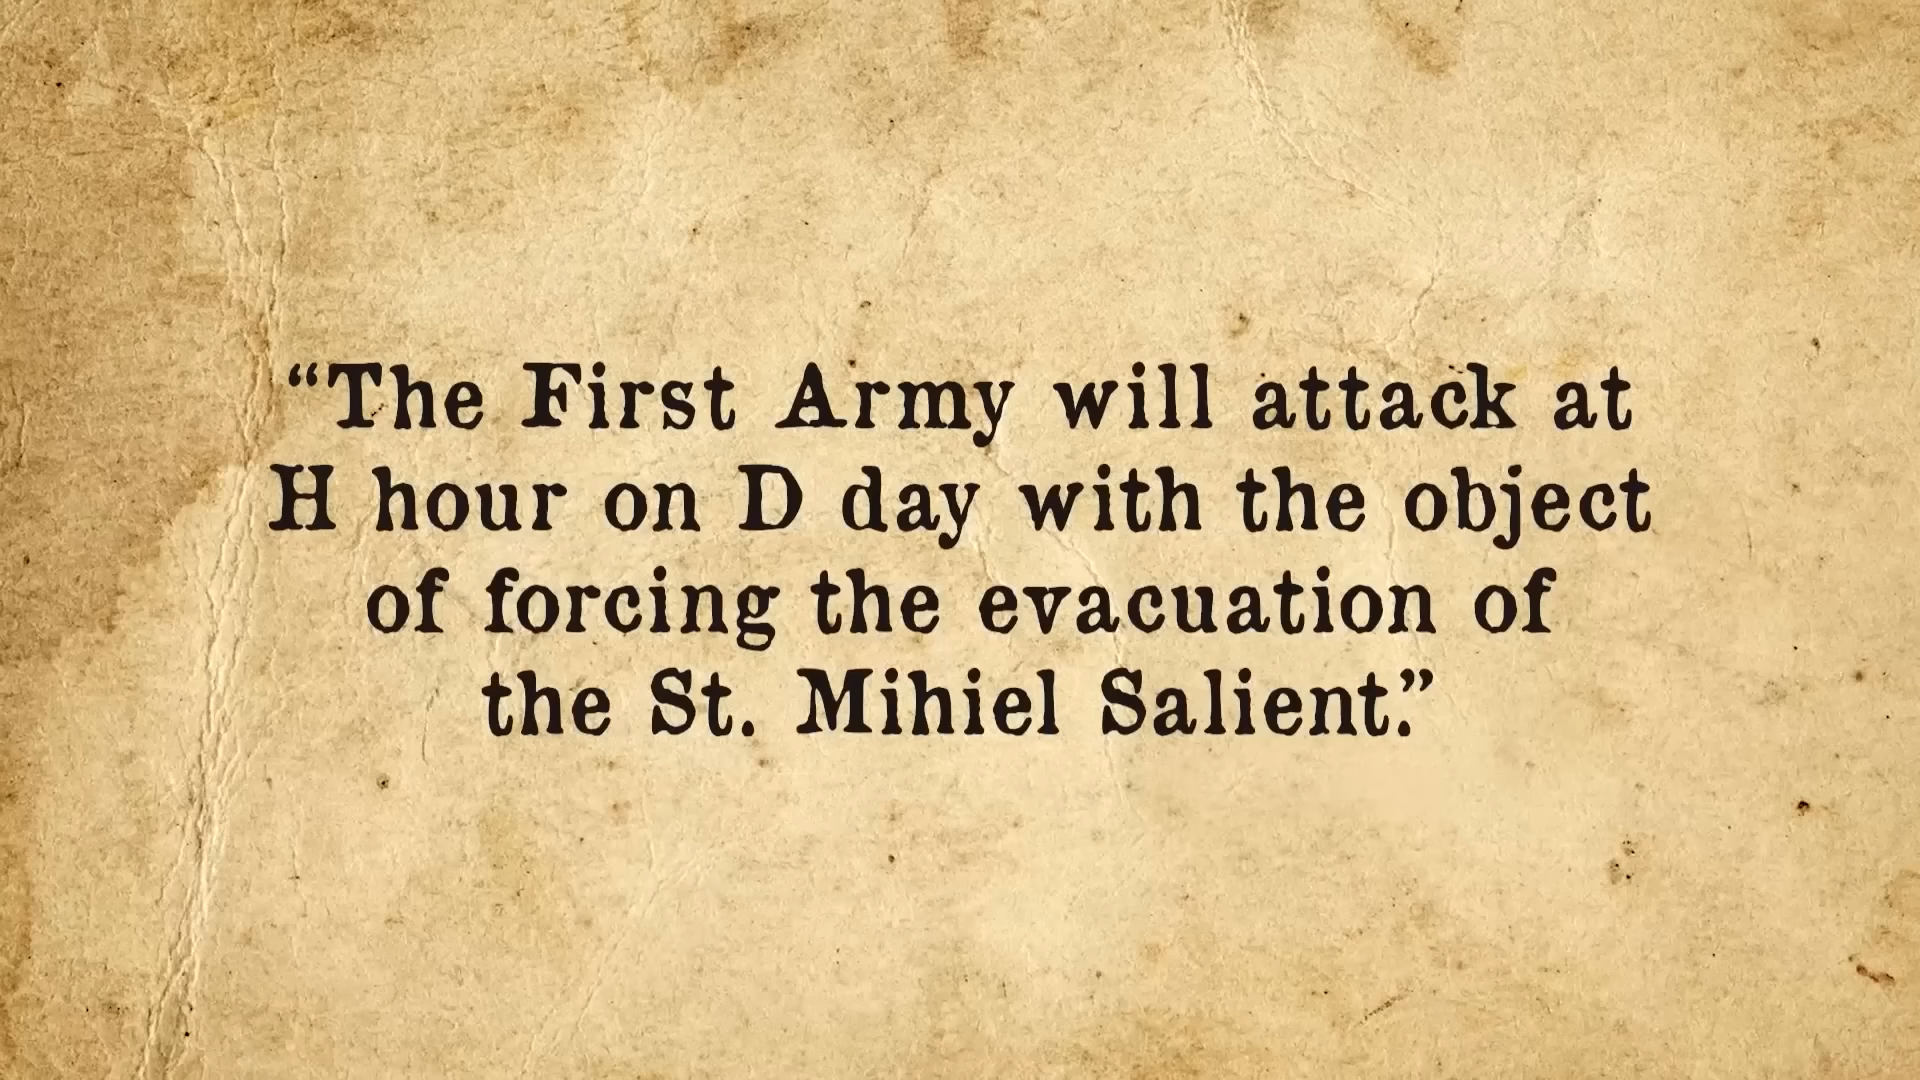 “The First Army will attack at
H hour on D day with the object
of forcing the evacuation of
the St. Mihiel Salient.”